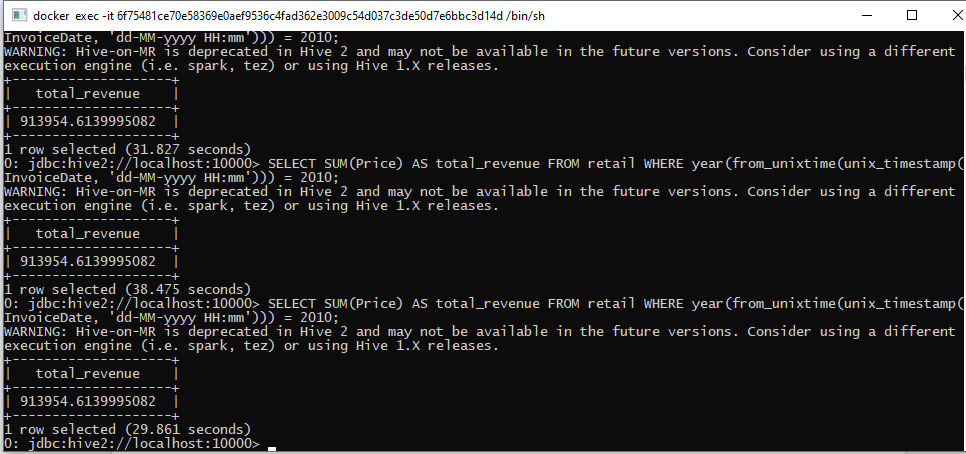 docker exec -it 6f75481ce70e58369e0aef9536c4fad362e3009c54d037c3de50d7e6bbc3d14d /bin/sh
InvoiceDate, 'dd-MM-yyyy HH:mm'))) = 2010;
WARNING: Hive-on-MR is deprecated in Hive 2 and may not be available in the future versions. Consider using a different
execution engine (i.e. spark, tez) or using Hive 1.X releases.
+--------------------+
|   total_revenue    |
+--------------------+
| 913954.6139995082  |
+--------------------+
1 row selected (31.827 seconds)
0: jdbc:hive2://localhost:10000> SELECT SUM(Price) AS total_revenue FROM retail WHERE year(from_unixtime(unix_timestamp(
InvoiceDate, 'dd-MM-yyyy HH:mm'))) = 2010;
WARNING: Hive-on-MR is deprecated in Hive 2 and may not be available in the future versions. Consider using a different
execution engine (i.e. spark, tez) or using Hive 1.X releases.
+--------------------+
|   total_revenue    |
+--------------------+
| 913954.6139995082  |
+--------------------+
1 row selected (38.475 seconds)
0: jdbc:hive2://localhost:10000> SELECT SUM(Price) AS total_revenue FROM retail WHERE year(from_unixtime(unix_timestamp(
InvoiceDate, 'dd-MM-yyyy HH:mm'))) = 2010;
WARNING: Hive-on-MR is deprecated in Hive 2 and may not be available in the future versions. Consider using a different
execution engine (i.e. spark, tez) or using Hive 1.X releases.
+--------------------+
|   total_revenue    |
+--------------------+
| 913954.6139995082  |
+--------------------+
1 row selected (29.861 seconds)
0: jdbc:hive2://localhost:10000>